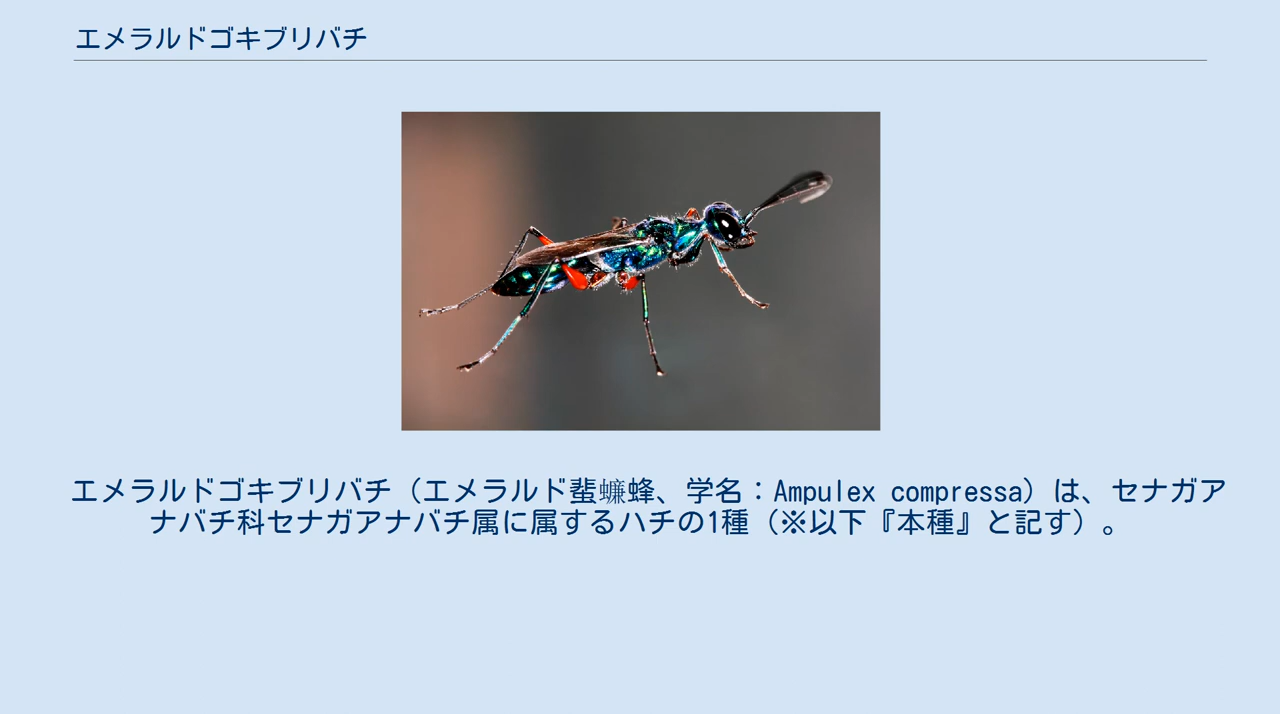 エメラルドゴキブリバチ
エメラルドゴキブリバチ（エメラルド蜚蠊蜂、学名：Ampulex compressa）は、セナガア
ナバチ科セナガアナバチ属に属するハチの1種（※以下『本種』と記す）。